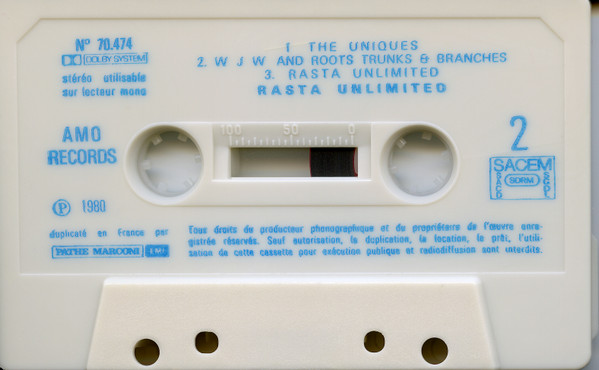 Nº 70.474
DOLBY SYSTEM
stéréo utilisable
sur lecteur mono
1 THE UNIQUES
2. W J W AND ROOTS TRUNKS & BRANCHES
3. RASTA UNLIMITED
RASTA UNLIMITED
AMO
RECORDS
100 50 0
2
SACEM
SACD SDRM SGDL
Ⓟ 1980
dupliqué en France par
PATHE MARCONI EMI
Tous droits de producteur phonographique et du propriétaire de l'œuvre enre-
gistrée réservés. Sauf autorisation, la duplication, la location, le prêt, l'utili-
sation de cette cassette pour exécution publique et radiodiffusion sont interdits.